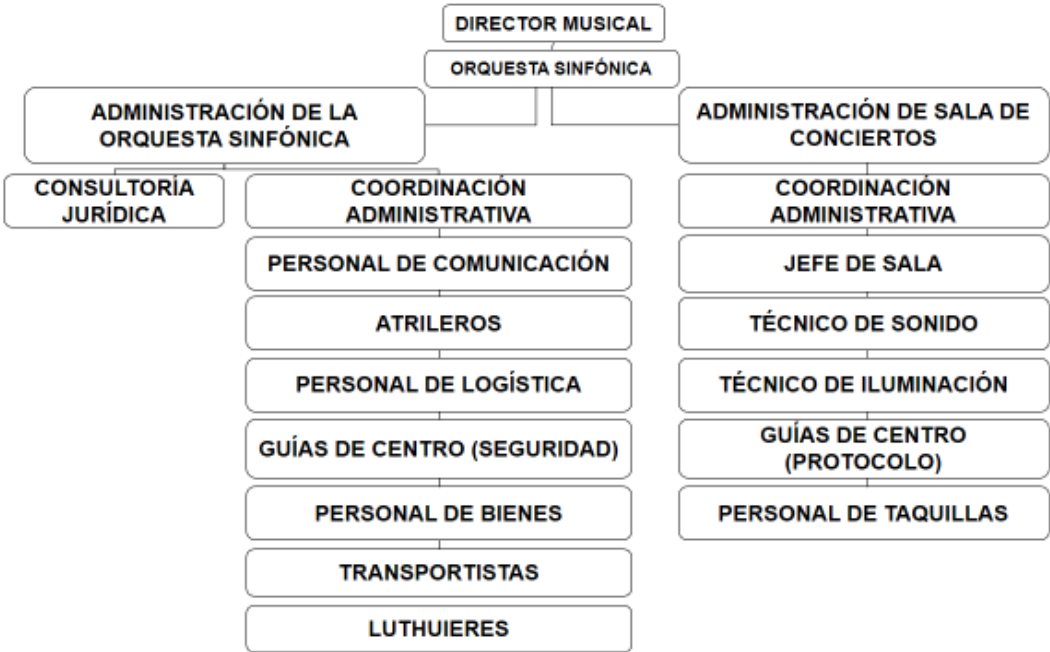 DIRECTOR MUSICAL
ORQUESTA SINFÓNICA
ADMINISTRACIÓN DE LA
ORQUESTA SINFÓNICA
CONSULTORÍA
JURÍDICA
COORDINACIÓN
ADMINISTRATIVA
PERSONAL DE COMUNICACIÓN
ATRILEROS
PERSONAL DE LOGÍSTICA
GUÍAS DE CENTRO (SEGURIDAD)
PERSONAL DE BIENES
TRANSPORTISTAS
LUTHUIERES
ADMINISTRACIÓN DE SALA DE
CONCIERTOS
COORDINACIÓN
ADMINISTRATIVA
JEFE DE SALA
TÉCNICO DE SONIDO
TÉCNICO DE ILUMINACIÓN
GUÍAS DE CENTRO
(PROTOCOLO)
PERSONAL DE TAQUILLAS